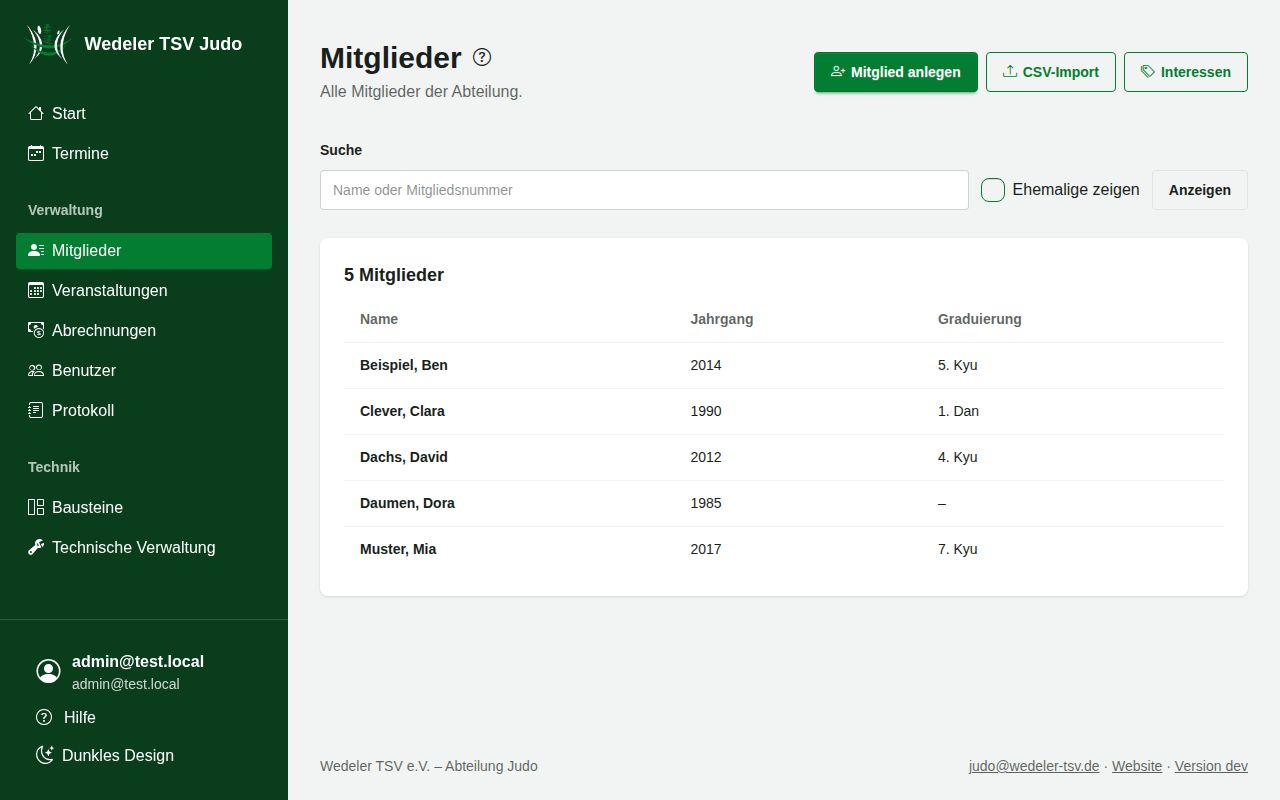 Wedeler TSV Judo
Start
Termine
Verwaltung
Mitglieder
Veranstaltungen
Abrechnungen
Benutzer
Protokoll
Technik
Bausteine
Technische Verwaltung
admin@test.local
admin@test.local
Hilfe
Dunkles Design
Mitglieder
Alle Mitglieder der Abteilung.
Mitglied anlegen
CSV-Import
Interessen
Suche
Name oder Mitgliedsnummer
Ehemalige zeigen
Anzeigen
5 Mitglieder
Name Jahrgang Graduierung
Beispiel, Ben 2014 5. Kyu
Clever, Clara 1990 1. Dan
Dachs, David 2012 4. Kyu
Daumen, Dora 1985 –
Muster, Mia 2017 7. Kyu
Wedeler TSV e.V. – Abteilung Judo
judo@wedeler-tsv.de · Website · Version dev